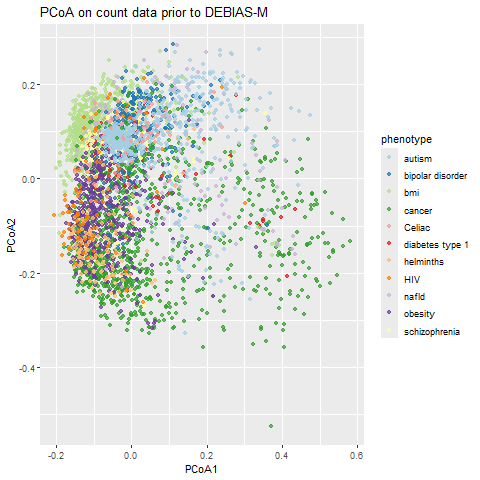 PCoA on count data prior to DEBIAS-M
0.2
0.0
-0.2
-0.4
PCoA2
-0.2
0.0
0.2
0.4
0.6
PCoA1
phenotype
autism
bipolar disorder
bmi
cancer
Celiac
diabetes type 1
helminths
HIV
nafld
obesity
schizophrenia